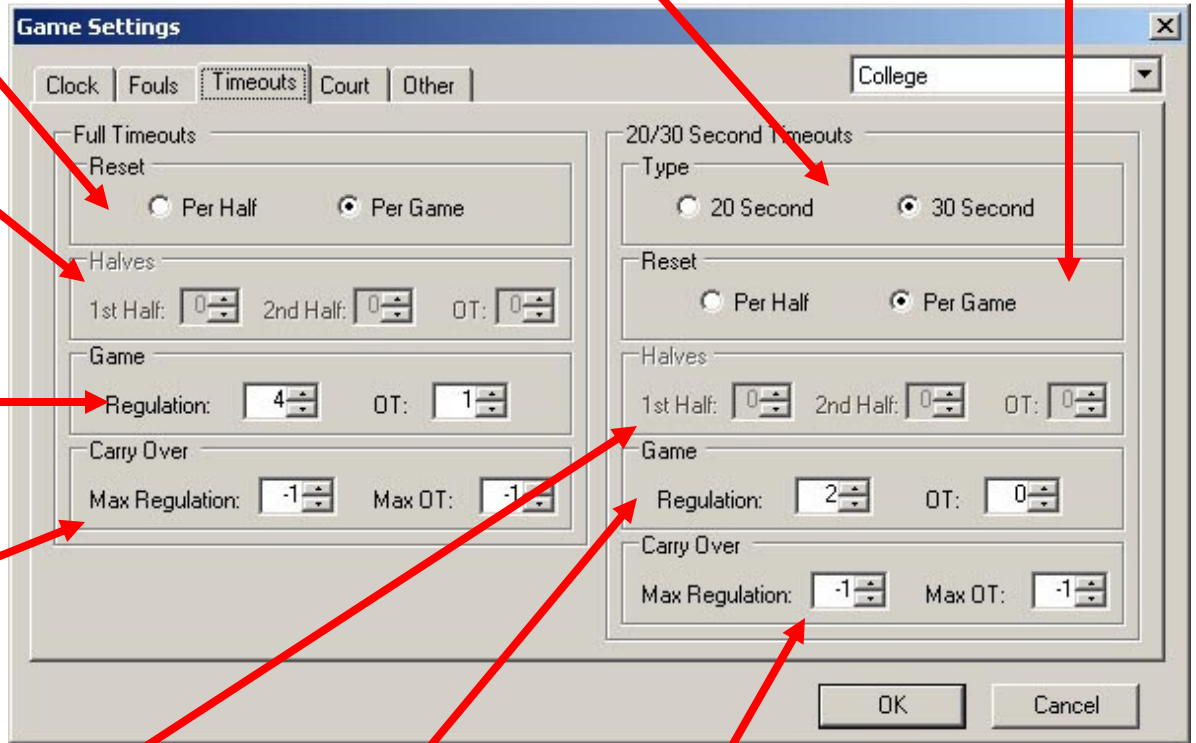 Game Settings
College
Clock Fouls Timeouts Court Other
Full Timeouts
Reset
Per Half Per Game
Halves
1st Half: 0 2nd Half: 0 OT: 0
Game
Regulation: 4 OT: 1
Carry Over
Max Regulation: -1 Max OT: -1
20/30 Second Timeouts
Type
20 Second 30 Second
Reset
Per Half Per Game
Halves
1st Half: 0 2nd Half: 0 OT: 0
Game
Regulation: 2 OT: 0
Carry Over
Max Regulation: -1 Max OT: -1
OK Cancel